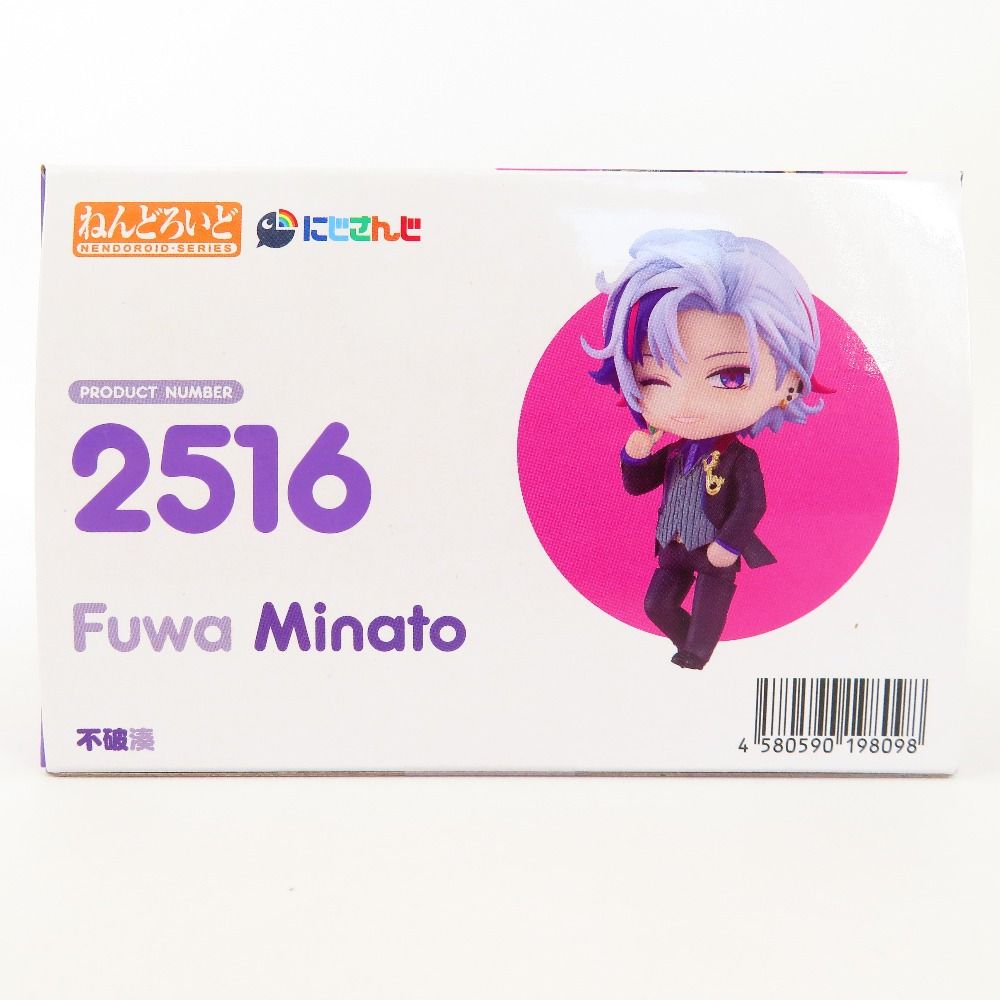 ねんどろいど
NENDOROID·SERIES
にじさんじ
PRODUCT NUMBER
2516
Fuwa Minato
不破湊
4 580590 198098